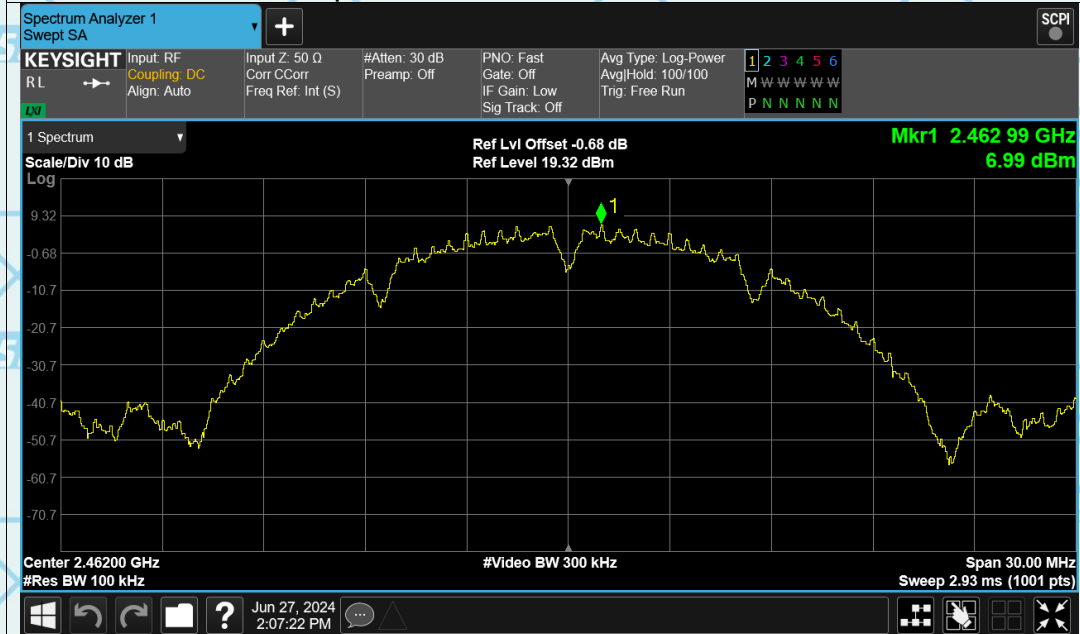 Spectrum Analyzer 1
Swept SA
+
SCPI
KEYSIGHT
R L
LXI
Input: RF
Coupling: DC
Align: Auto
Input Z: 50 Ω
Corr CCorr
Freq Ref: Int (S)
#Atten: 30 dB
Preamp: Off
PNO: Fast
Gate: Off
IF Gain: Low
Sig Track: Off
Avg Type: Log-Power
Avg|Hold: 100/100
Trig: Free Run
1 2 3 4 5 6
M W W W W W
P N N N N N
1 Spectrum
Scale/Div 10 dB
Ref Lvl Offset -0.68 dB
Ref Level 19.32 dBm
Mkr1 2.462 99 GHz
6.99 dBm
Log
1
9.32
-0.68
-10.7
-20.7
-30.7
-40.7
-50.7
-60.7
-70.7
Center 2.46200 GHz
#Video BW 300 kHz
Span 30.00 MHz
#Res BW 100 kHz
Sweep 2.93 ms (1001 pts)
?
Jun 27, 2024
2:07:22 PM